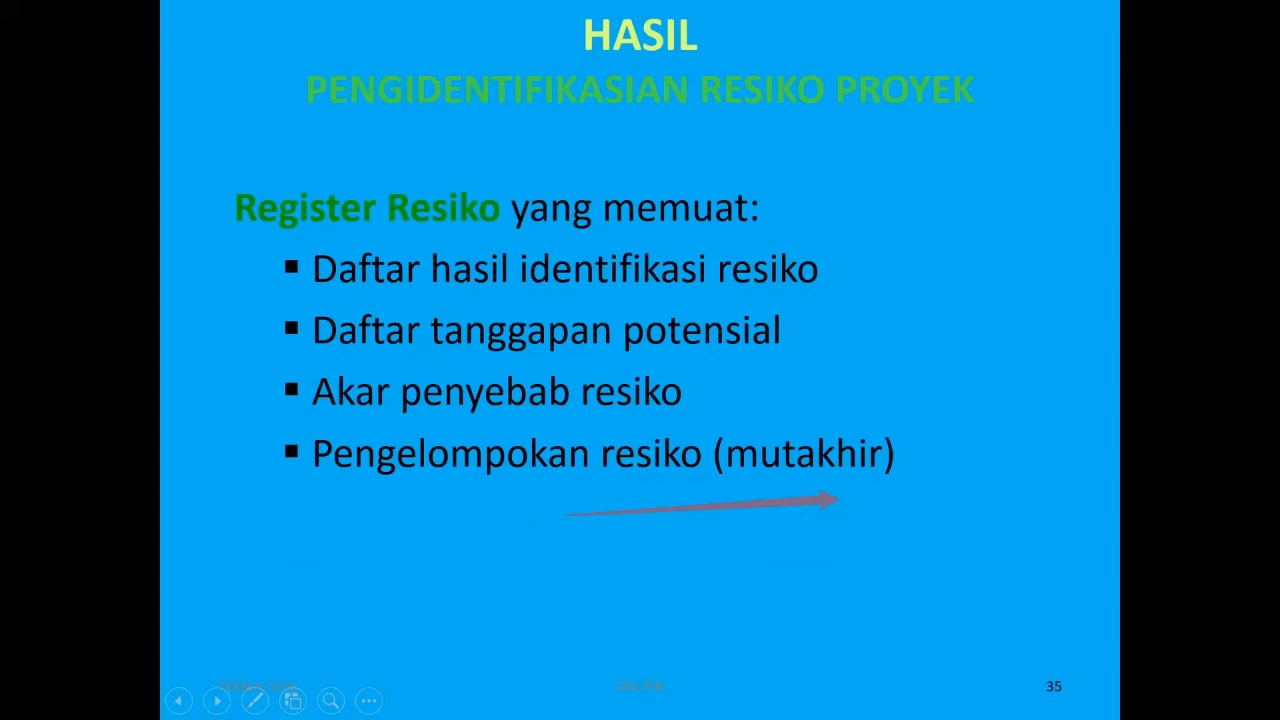 HASIL
PENGIDENTIFIKASIAN RESIKO PROYEK
Register Resiko yang memuat:
▪ Daftar hasil identifikasi resiko
▪ Daftar tanggapan potensial
▪ Akar penyebab resiko
▪ Pengelompokan resiko (mutakhir)
35